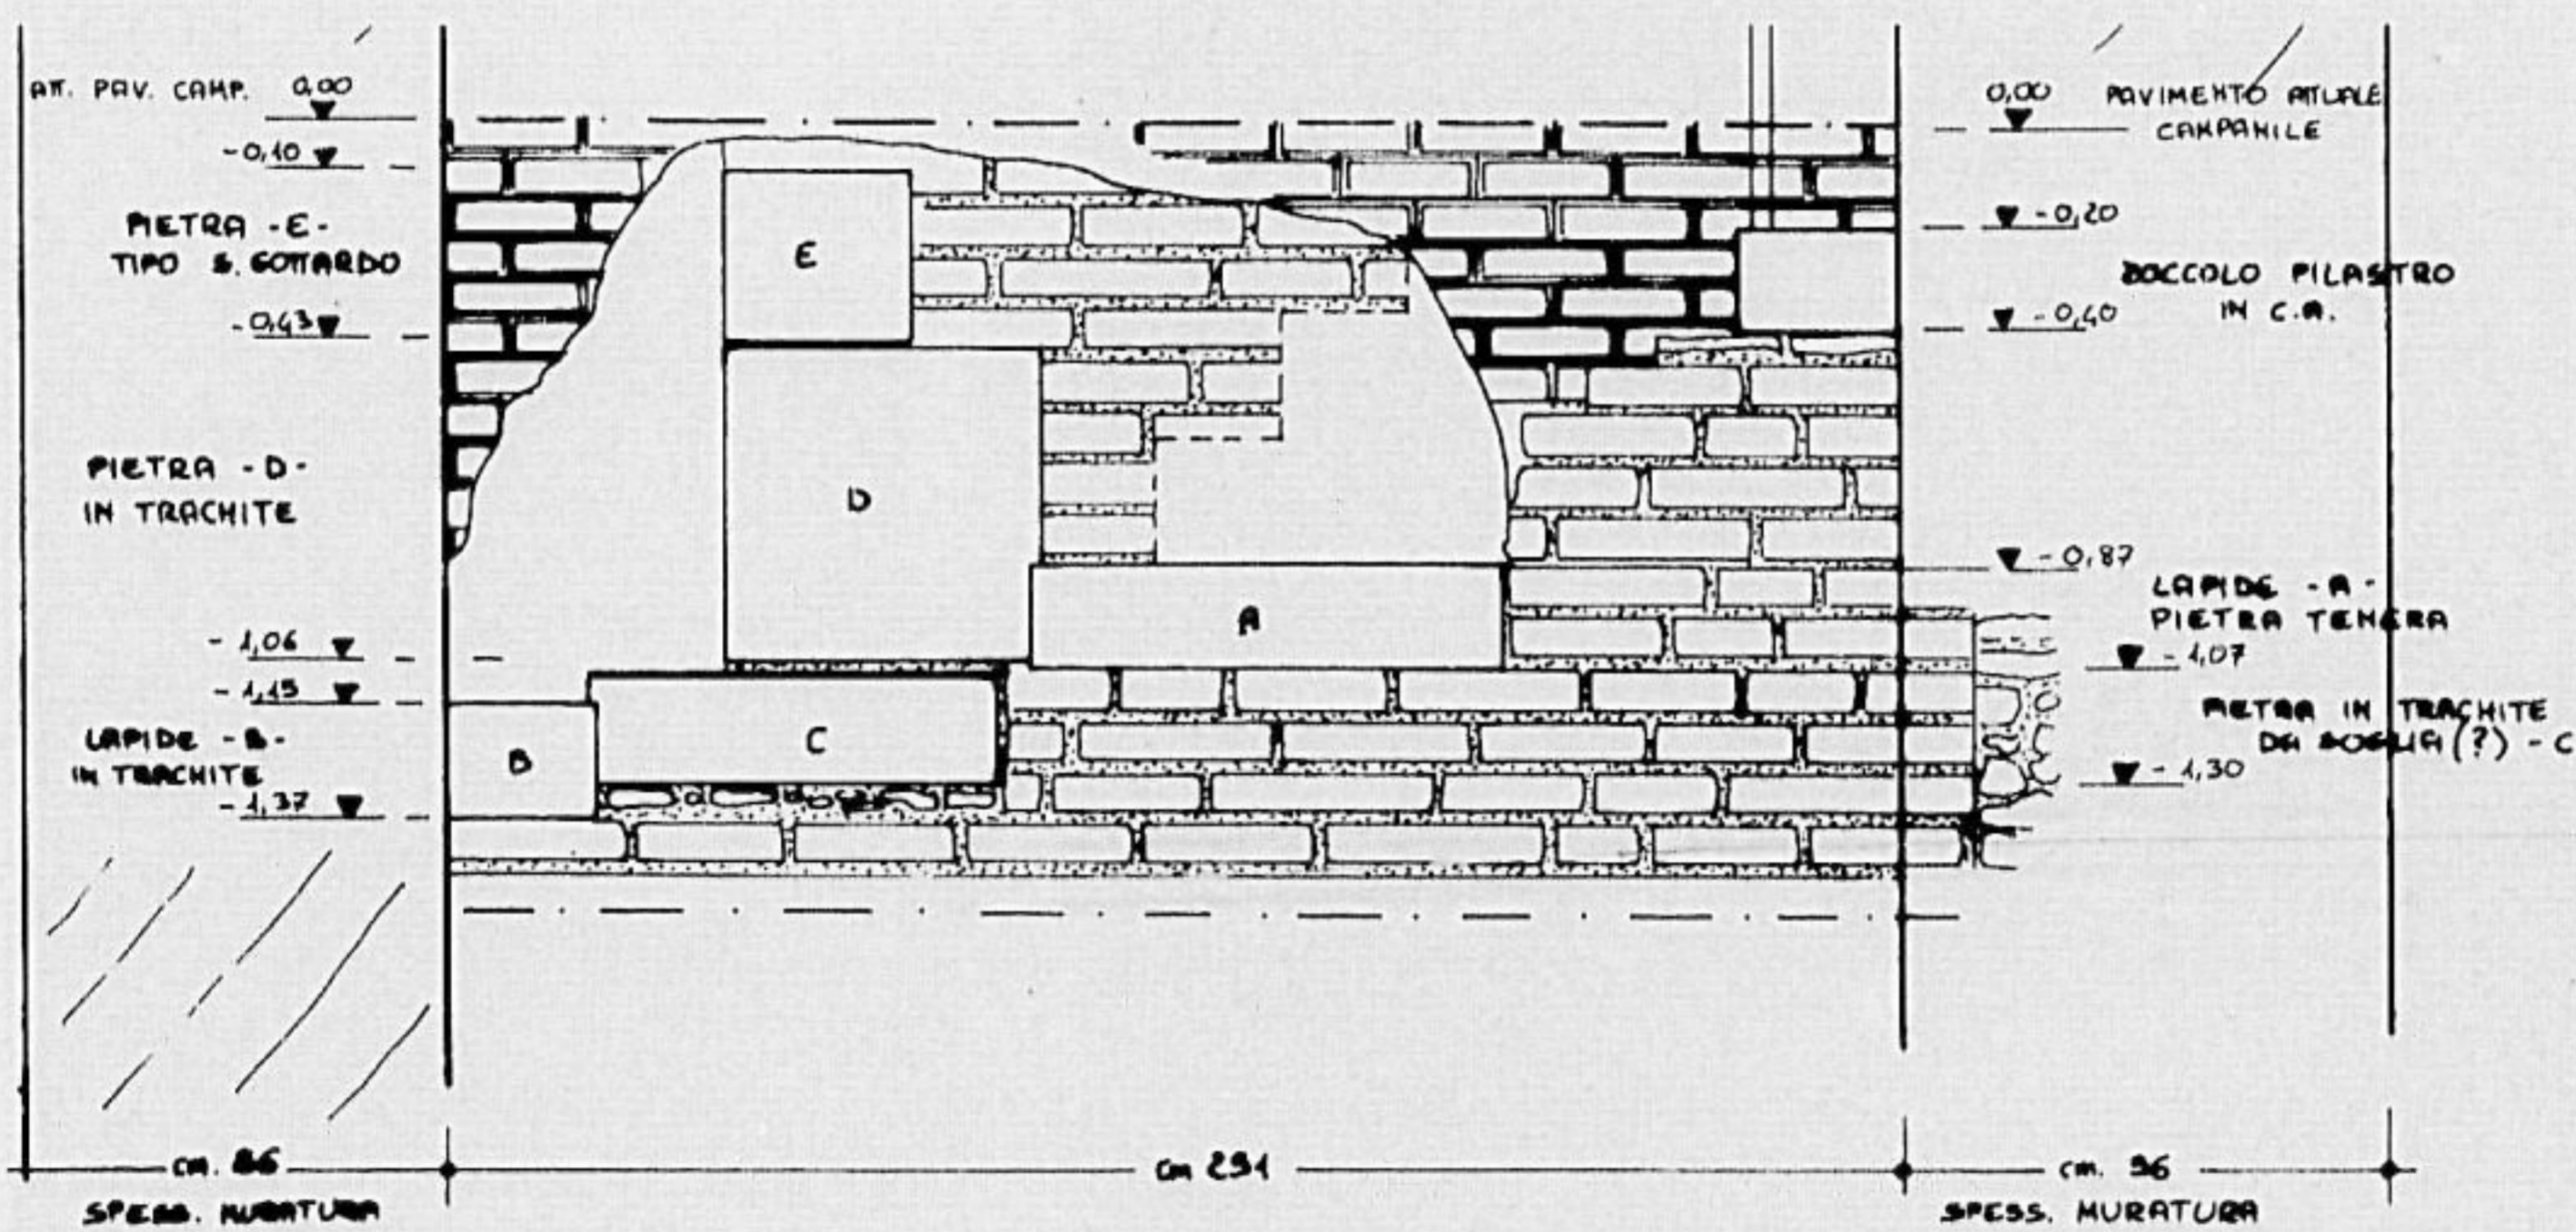 ATT. PAV. CAMP. 0,00
-0,10
PIETRA -E-
TIPO S. GOTTARDO
-0,43
PIETRA -D-
IN TRACHITE
-1,06
-1,15
LAPIDE -B-
IN TRACHITE
-1,37
E
D
A
C
B
0,00 PAVIMENTO ATTUALE
CAMPANILE
-0,20
ZOCCOLO PILASTRO
IN C.A.
-0,40
-0,87
LAPIDE -A-
PIETRA TENERA
-1,07
PIETRA IN TRACHITE
DA SOGLIA (?) - C
-1,30
cm. 86
SPESS. MURATURA
cm 291
cm. 96
SPESS. MURATURA